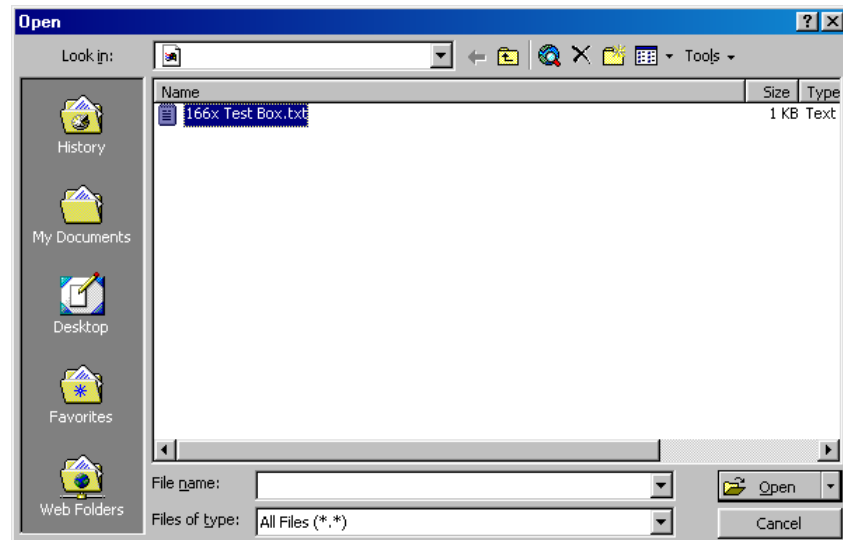 Open
Look in:
Tools
Name Size Type
166x Test Box.txt 1 KB Text
History
My Documents
Desktop
Favorites
Web Folders
File name:
Open
Files of type: All Files (*.*)
Cancel